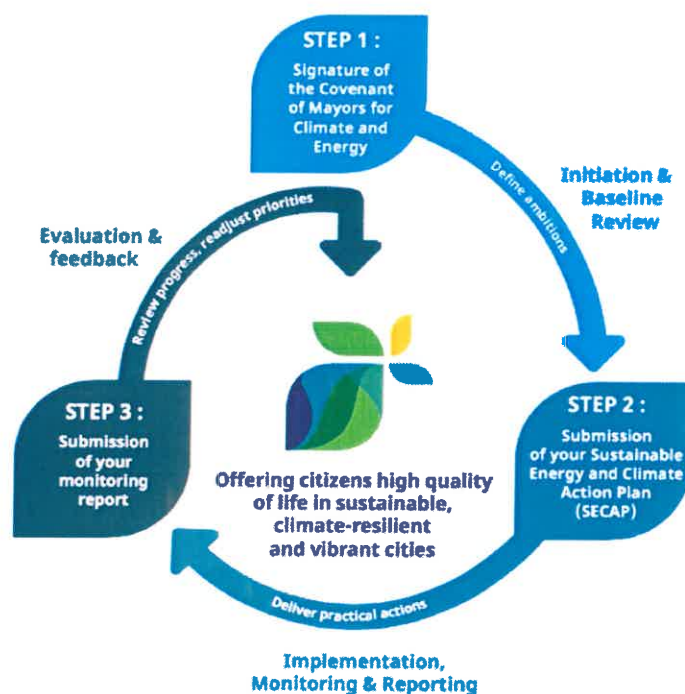 STEP 1 :
Signature of
the Covenant
of Mayors for
Climate and
Energy
Define ambitions
Initiation &
Baseline
Review
STEP 2 :
Submission
of your Sustainable
Energy and Climate
Action Plan
(SECAP)
Deliver practical actions
Implementation,
Monitoring & Reporting
STEP 3 :
Submission
of your
monitoring
report
Review progress, readjust priorities
Evaluation &
feedback
Offering citizens high quality
of life in sustainable,
climate-resilient
and vibrant cities